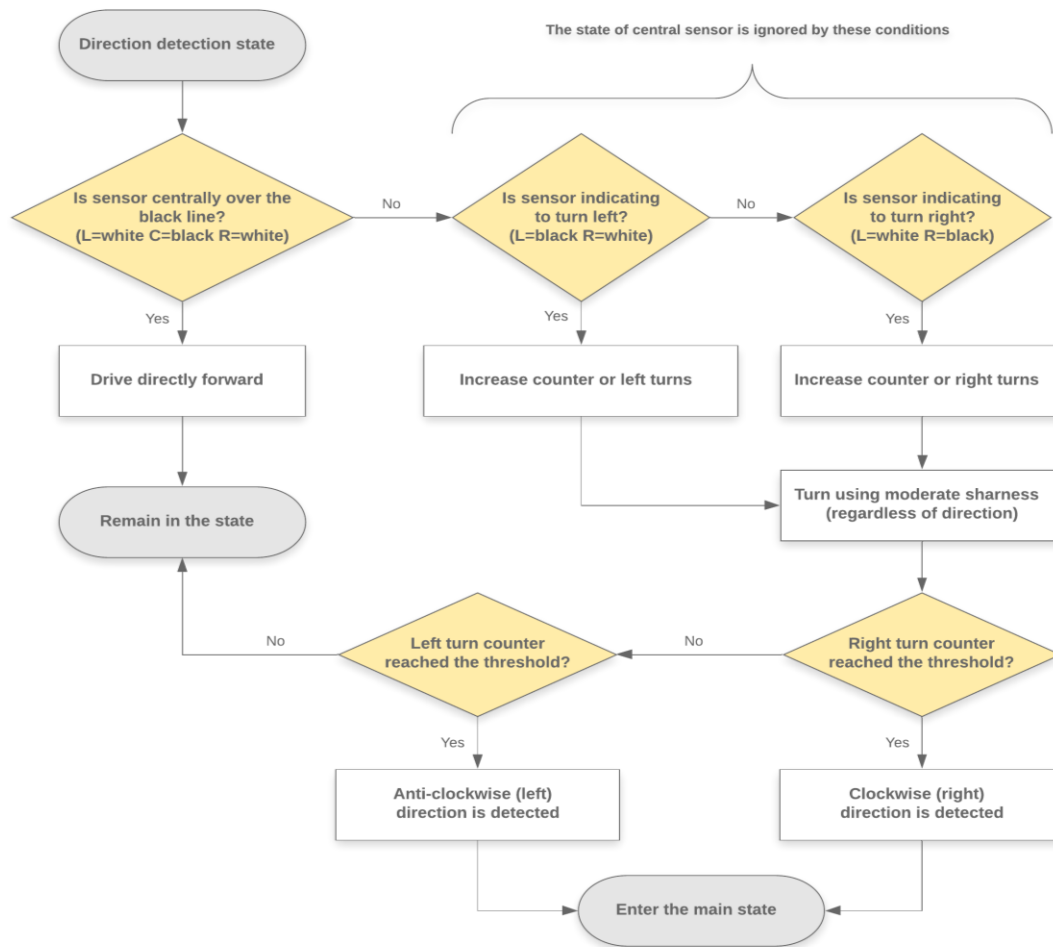 Direction detection state
The state of central sensor is ignored by these conditions
Is sensor centrally over the
black line?
(L=white C=black R=white)
No
Is sensor indicating
to turn left?
(L=black R=white)
No
Is sensor indicating
to turn right?
(L=white R=black)
Yes
Yes
Yes
Drive directly forward
Increase counter or left turns
Increase counter or right turns
Turn using moderate sharness
(regardless of direction)
Remain in the state
No
Left turn counter
reached the threshold?
No
Right turn counter
reached the threshold?
Yes
Yes
Anti-clockwise (left)
direction is detected
Clockwise (right)
direction is detected
Enter the main state